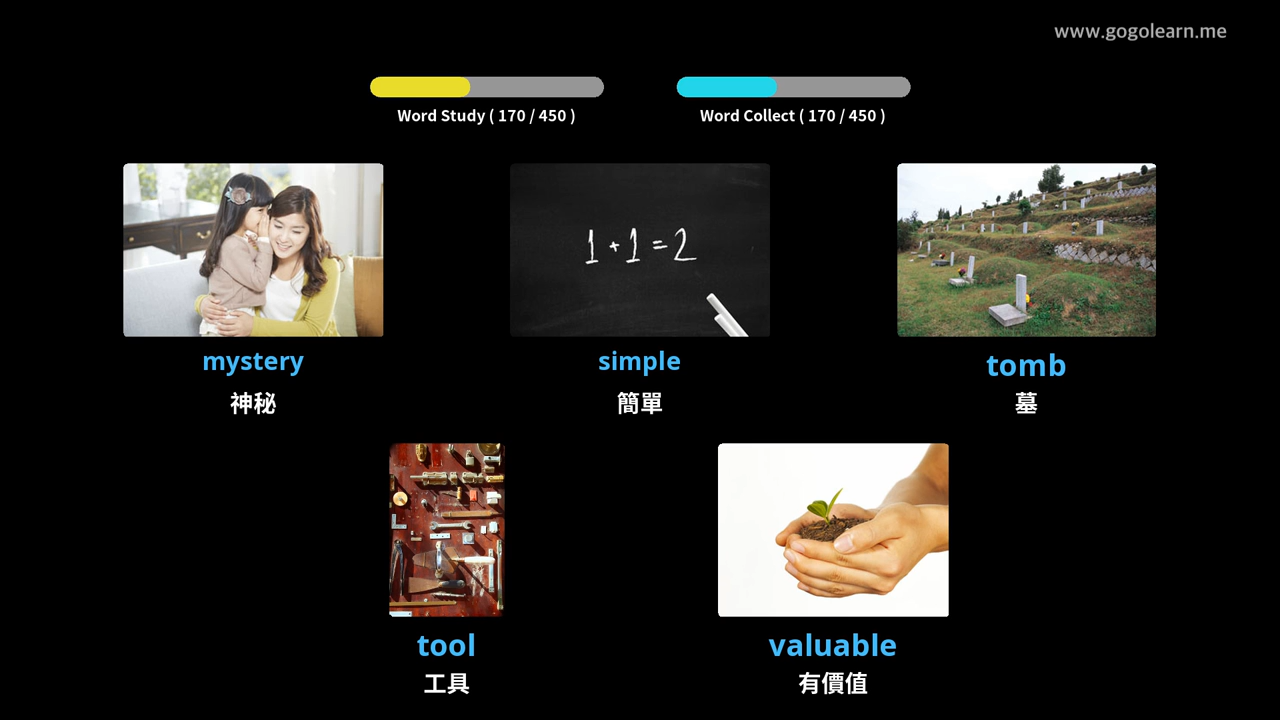 www.gogolearn.me
Word Study ( 170 / 450 )
Word Collect ( 170 / 450 )
1 + 1 = 2
mystery
神秘
simple
簡單
tomb
墓
tool
工具
valuable
有價值